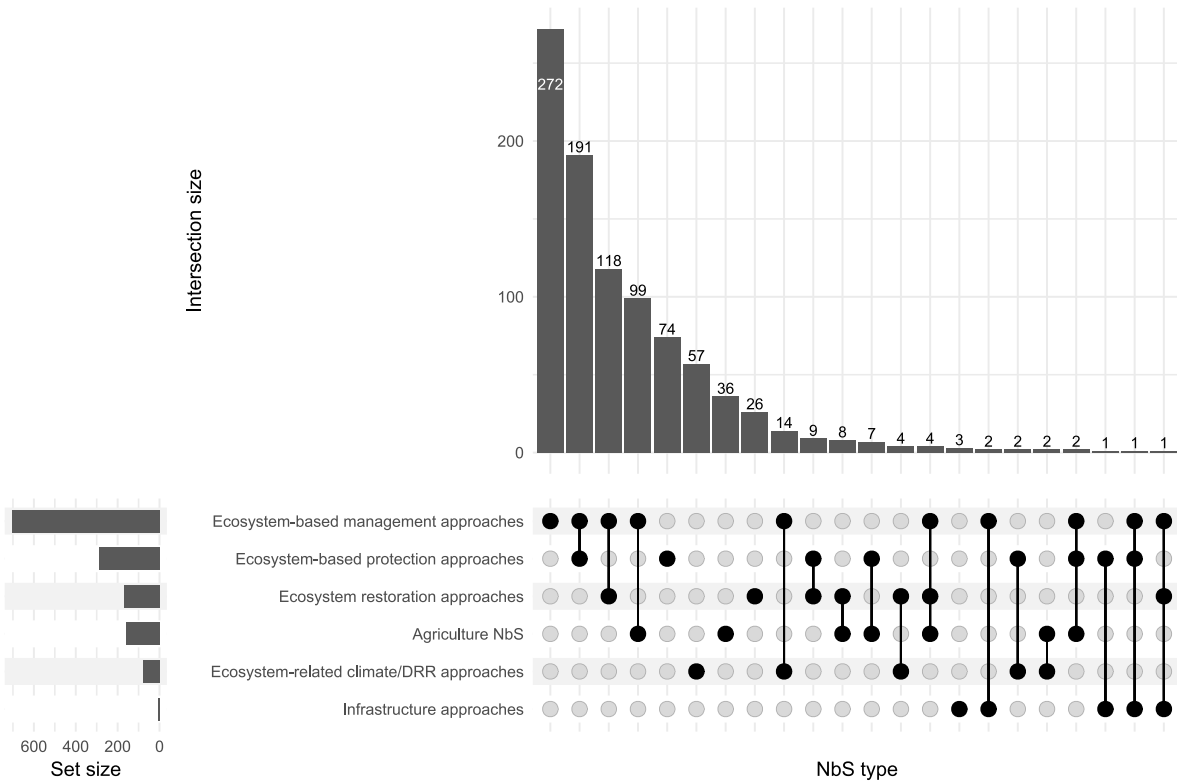 272
191
118
99
74
57
36
26
14
9
8
7
4
4
3
2
2
2
2
1
1
1
200
100
0
Intersection size
Ecosystem-based management approaches
Ecosystem-based protection approaches
Ecosystem restoration approaches
Agriculture NbS
Ecosystem-related climate/DRR approaches
Infrastructure approaches
600 400 200 0
Set size
NbS type